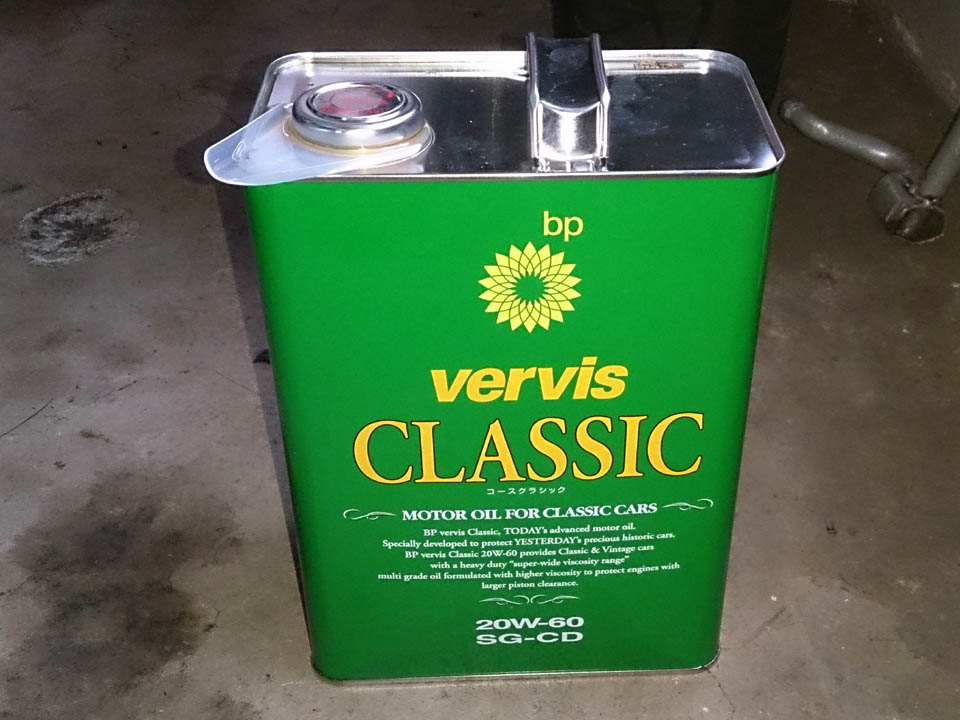 bp
vervis
CLASSIC
コースクラシック
MOTOR OIL FOR CLASSIC CARS
BP vervis Classic, TODAY's advanced motor oil.
Specially developed to protect YESTERDAY's precious historic cars.
BP vervis Classic 20W-60 provides Classic & Vintage cars
with a heavy duty "super-wide viscosity range"
multi grade oil formulated with higher viscosity to protect engines with
larger piston clearance.
20W-60
SG-CD